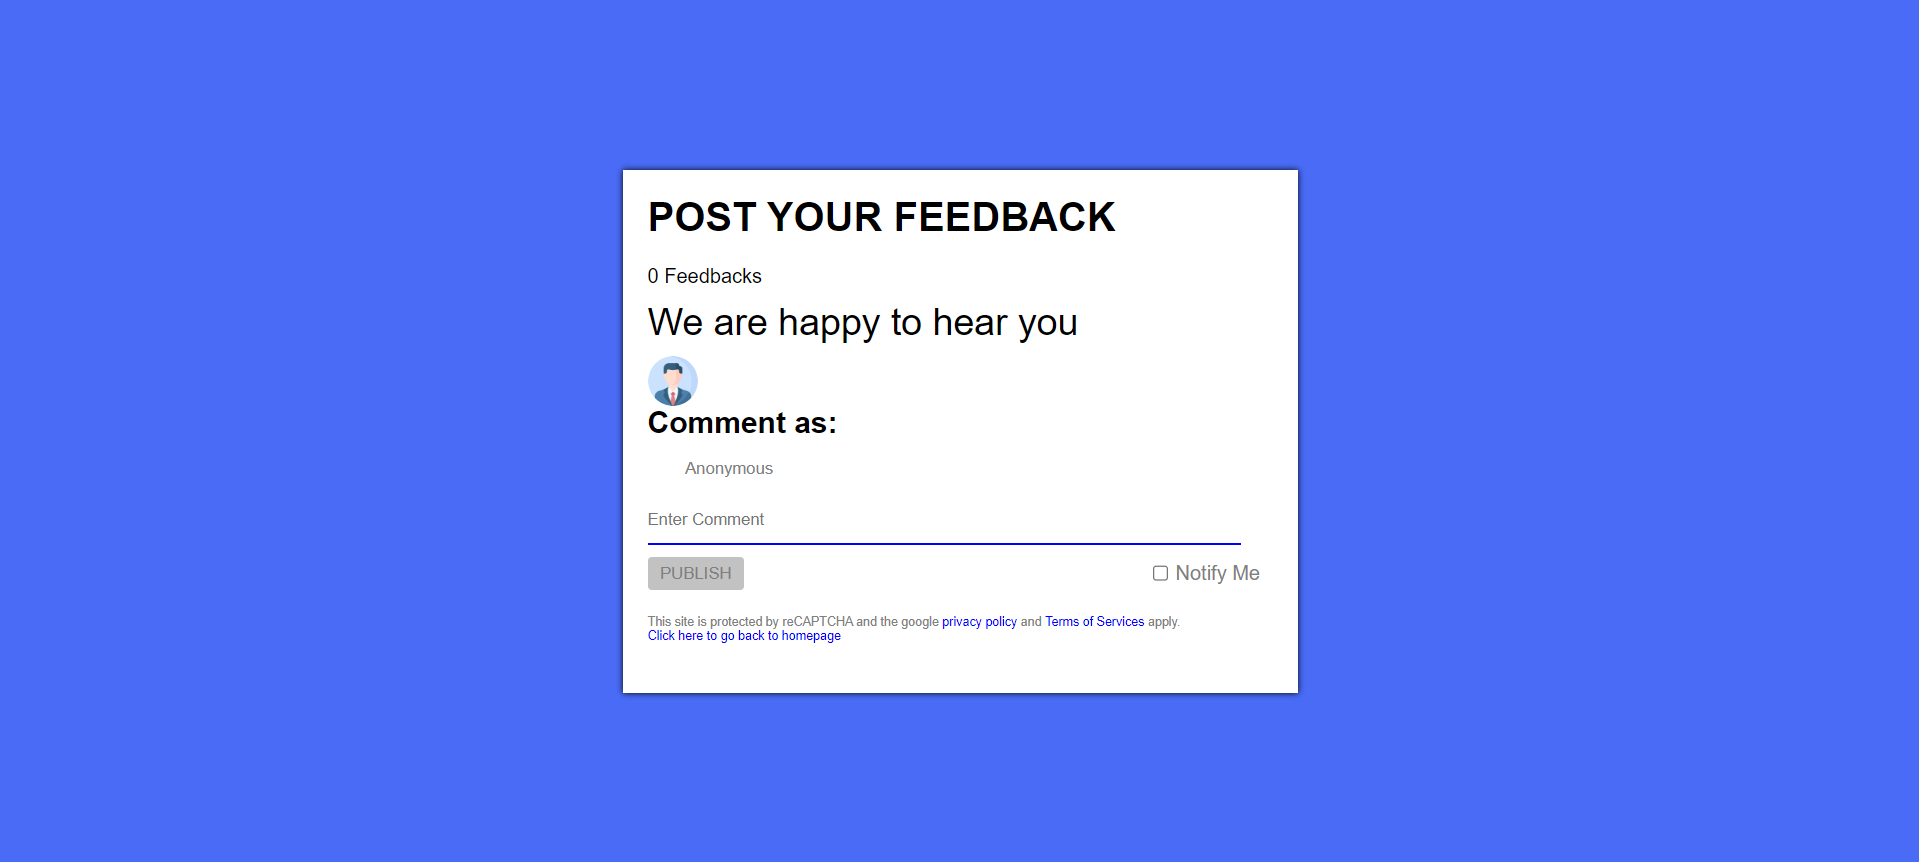 POST YOUR FEEDBACK
0 Feedbacks
We are happy to hear you
Comment as:
Anonymous
Enter Comment
PUBLISH
Notify Me
This site is protected by reCAPTCHA and the google privacy policy and Terms of Services apply.
Click here to go back to homepage